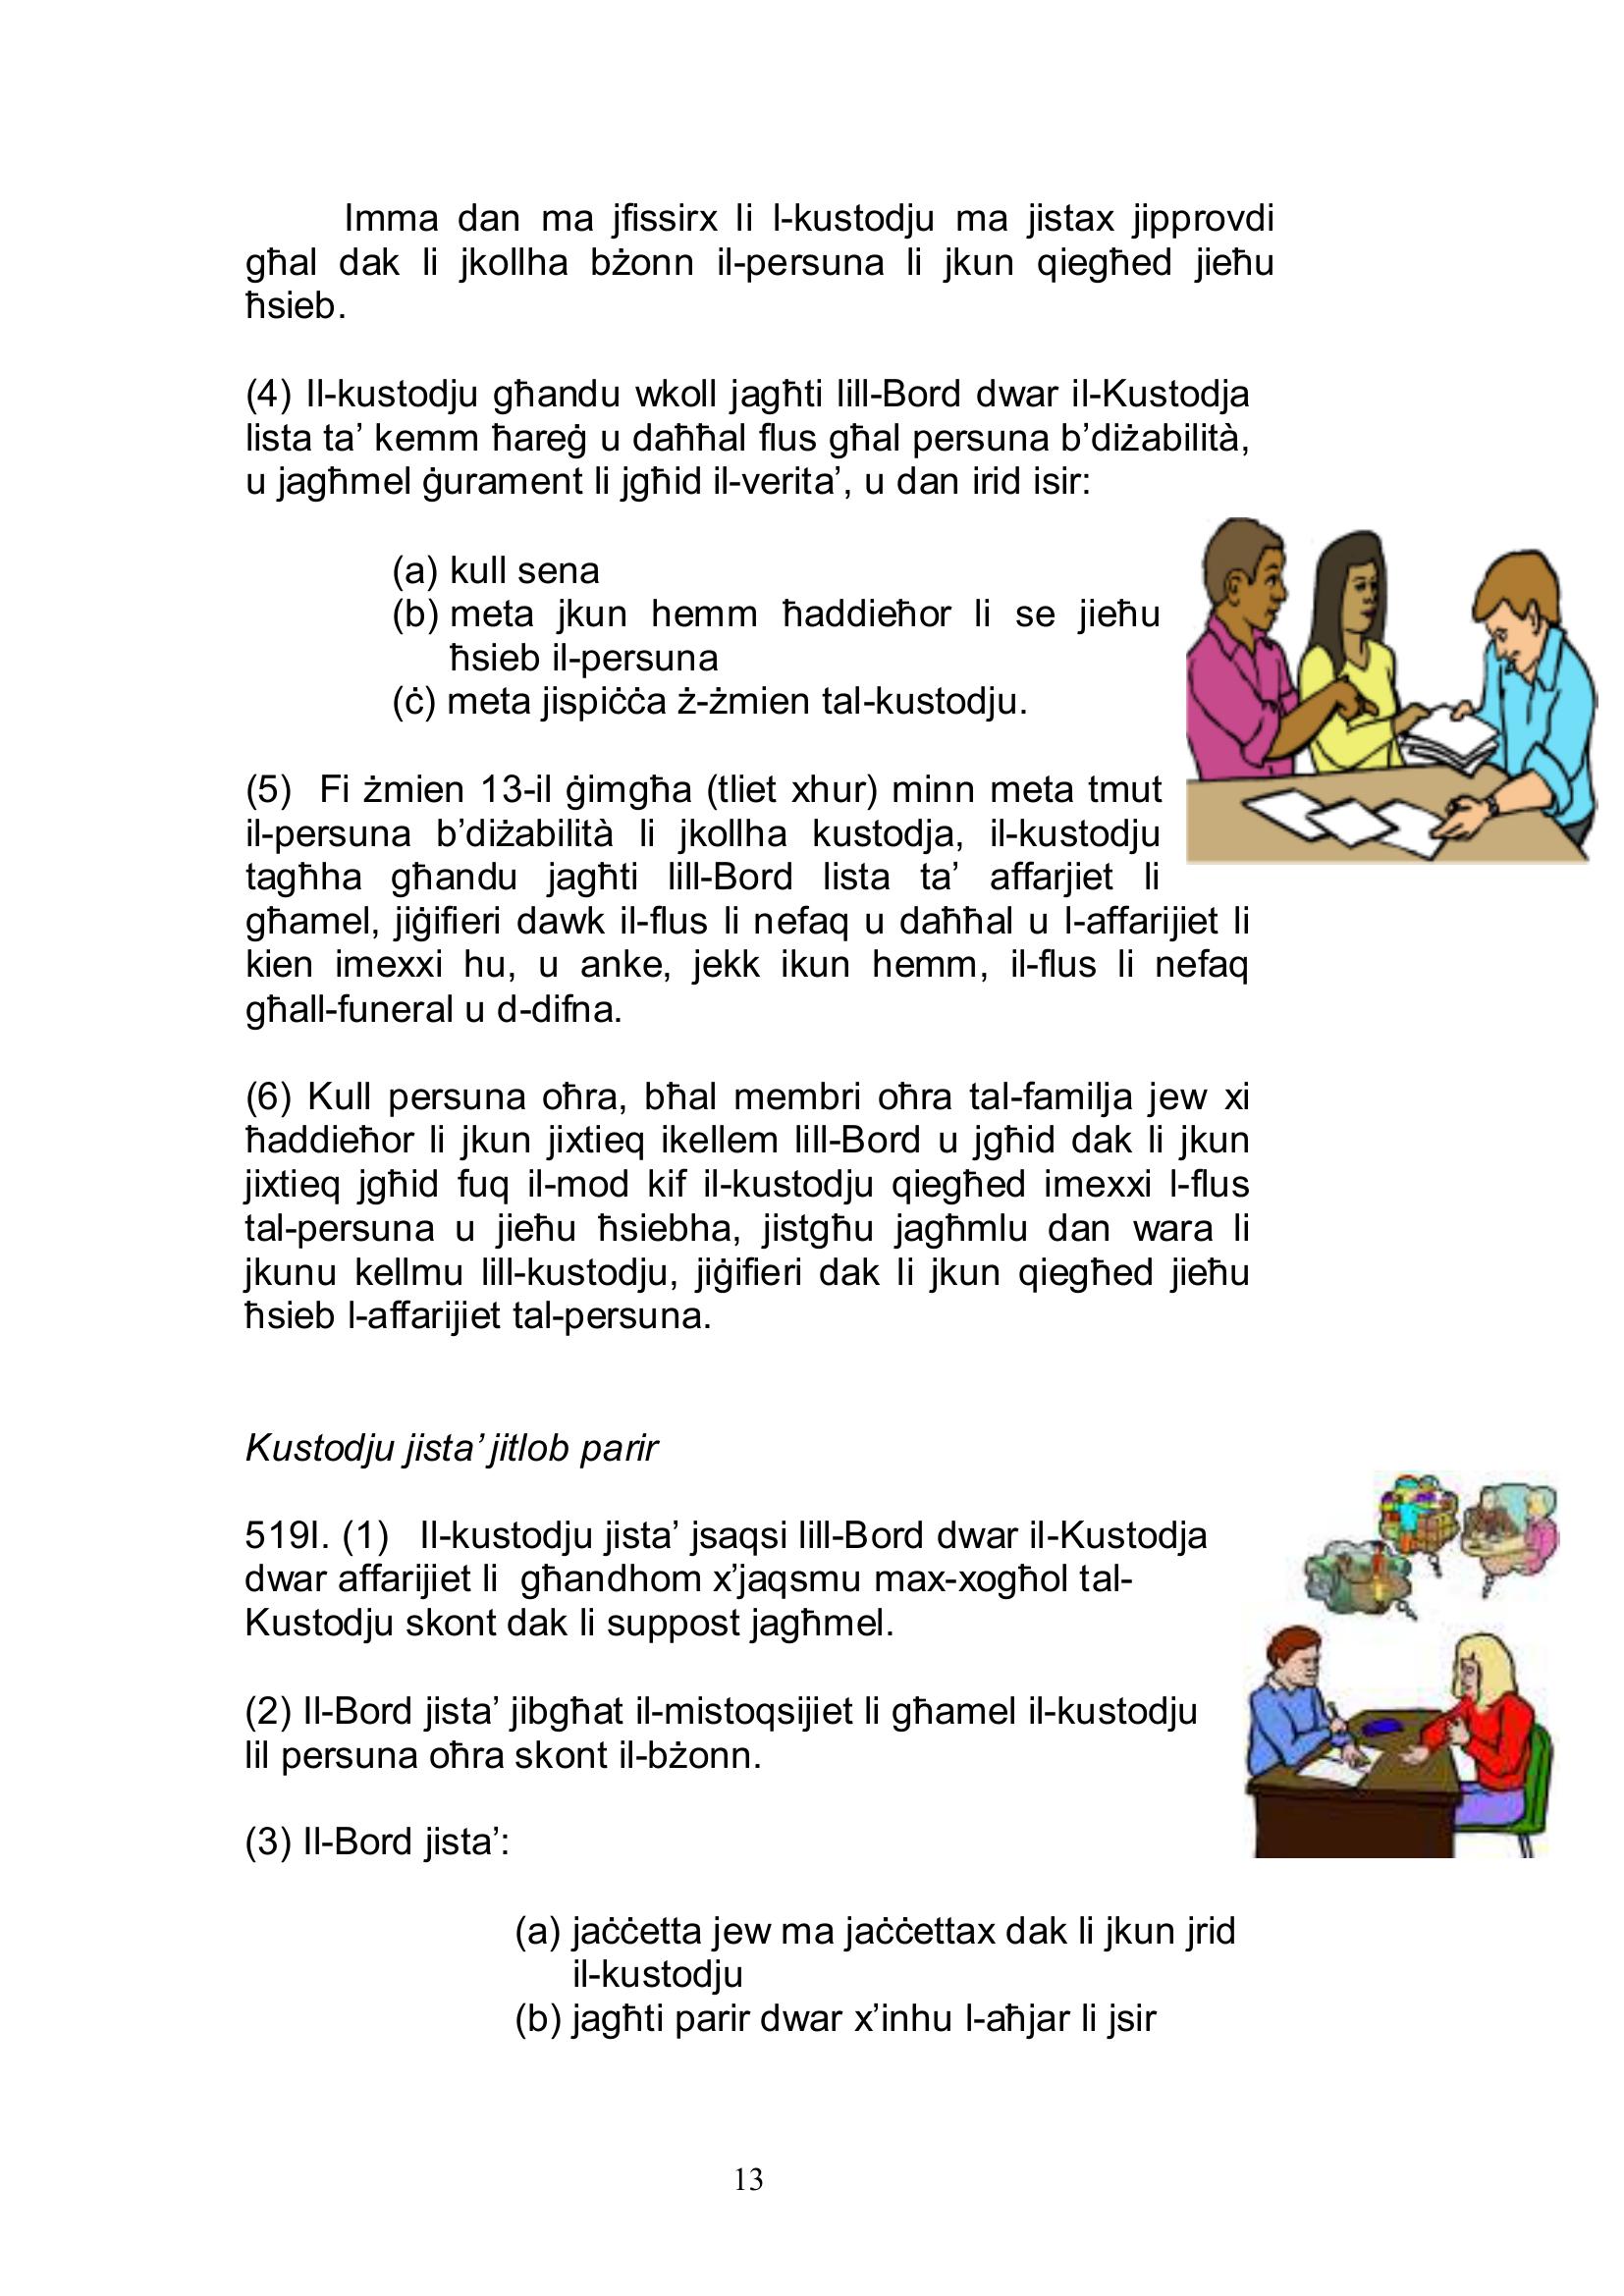 Imma dan ma jfissirx li l-kustodju ma jistax jipprovdi
għal dak li jkollha bżonn il-persuna li jkun qiegħed jieħu
ħsieb.
(4) Il-kustodju għandu wkoll jagħti lill-Bord dwar il-Kustodja
lista ta’ kemm ħareġ u daħħal flus għal persuna b’diżabilità,
u jagħmel ġurament li jgħid il-verita’, u dan irid isir:
(a) kull sena
(b) meta jkun hemm ħaddieħor li se jieħu
ħsieb il-persuna
(ċ) meta jispiċċa ż-żmien tal-kustodju.
(5) Fi żmien 13-il ġimgħa (tliet xhur) minn meta tmut
il-persuna b’diżabilità li jkollha kustodja, il-kustodju
tagħha għandu jagħti lill-Bord lista ta’ affarjiet li
għamel, jiġifieri dawk il-flus li nefaq u daħħal u l-affarijiet li
kien imexxi hu, u anke, jekk ikun hemm, il-flus li nefaq
għall-funeral u d-difna.
(6) Kull persuna oħra, bħal membri oħra tal-familja jew xi
ħaddieħor li jkun jixtieq ikellem lill-Bord u jgħid dak li jkun
jixtieq jgħid fuq il-mod kif il-kustodju qiegħed imexxi l-flus
tal-persuna u jieħu ħsiebha, jistgħu jagħmlu dan wara li
jkunu kellmu lill-kustodju, jiġifieri dak li jkun qiegħed jieħu
ħsieb l-affarijiet tal-persuna.
Kustodju jista’ jitlob parir
519I. (1) Il-kustodju jista’ jsaqsi lill-Bord dwar il-Kustodja
dwar affarijiet li għandhom x’jaqsmu max-xogħol tal-
Kustodju skont dak li suppost jagħmel.
(2) Il-Bord jista’ jibgħat il-mistoqsijiet li għamel il-kustodju
lil persuna oħra skont il-bżonn.
(3) Il-Bord jista’:
(a) jaċċetta jew ma jaċċettax dak li jkun jrid
il-kustodju
(b) jagħti parir dwar x’inhu l-aħjar li jsir
13